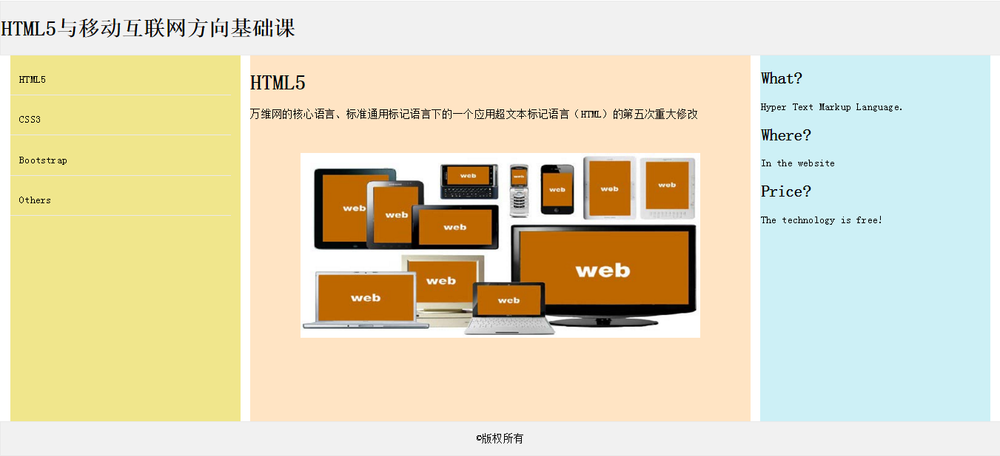 HTML5与移动互联网方向基础课
HTML5
CSS3
Bootstrap
Others
HTML5
万维网的核心语言、标准通用标记语言下的一个应用超文本标记语言（HTML）的第五次重大修改
web
web
web
web
web
web
web
web
web
web
web
web
What?
Hyper Text Markup Language.
Where?
In the website
Price?
The technology is free!
©版权所有